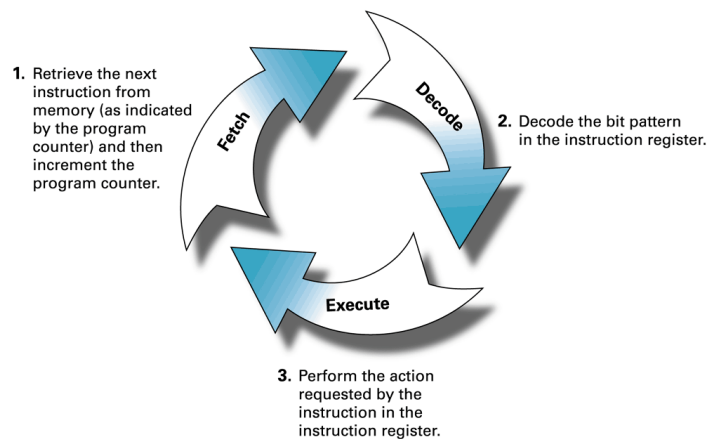 1. Retrieve the next
instruction from
memory (as indicated
by the program
counter) and then
increment the
program counter.
Fetch
Decode
2. Decode the bit pattern
in the instruction register.
Execute
3. Perform the action
requested by the
instruction in the
instruction register.